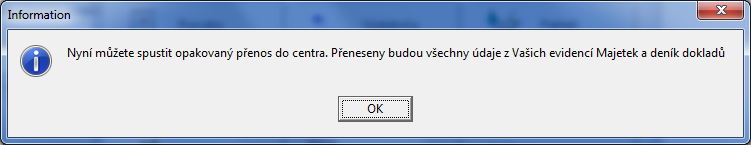 Information
Nyní můžete spustit opakovaný přenos do centra. Přeneseny budou všechny údaje z Vašich evidencí Majetek a deník dokladů
OK